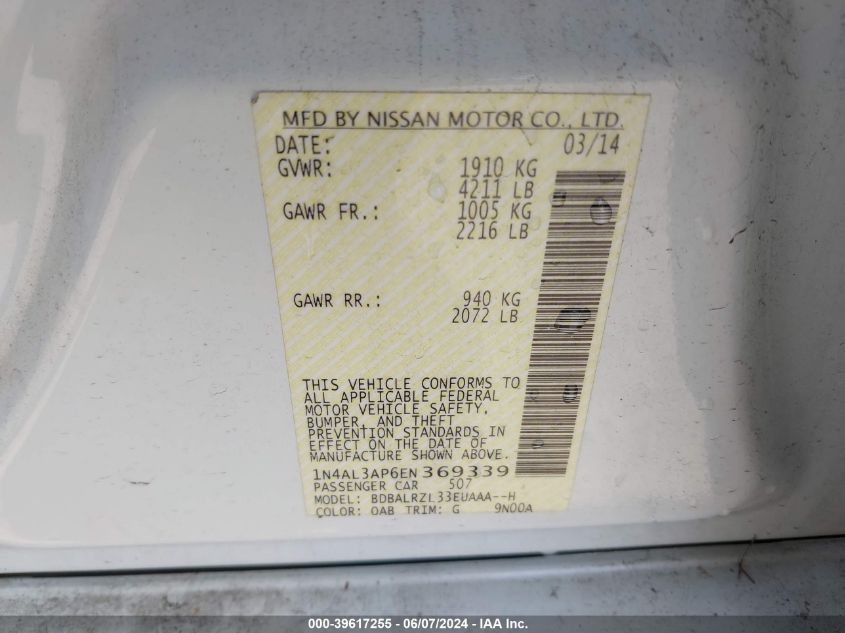 MFD BY NISSAN MOTOR CO., LTD.
DATE: 03/14
GVWR: 1910 KG
4211 LB
GAWR FR.: 1005 KG
2216 LB
GAWR RR.: 940 KG
2072 LB
THIS VEHICLE CONFORMS TO
ALL APPLICABLE FEDERAL
MOTOR VEHICLE SAFETY,
BUMPER, AND THEFT
PREVENTION STANDARDS IN
EFFECT ON THE DATE OF
MANUFACTURE SHOWN ABOVE.
1N4AL3AP6EN369339
PASSENGER CAR 507
MODEL: BDBALRZL33EUAAA--H
COLOR: QAB TRIM: G 9N00A
000-39617255 - 06/07/2024 - IAA Inc.